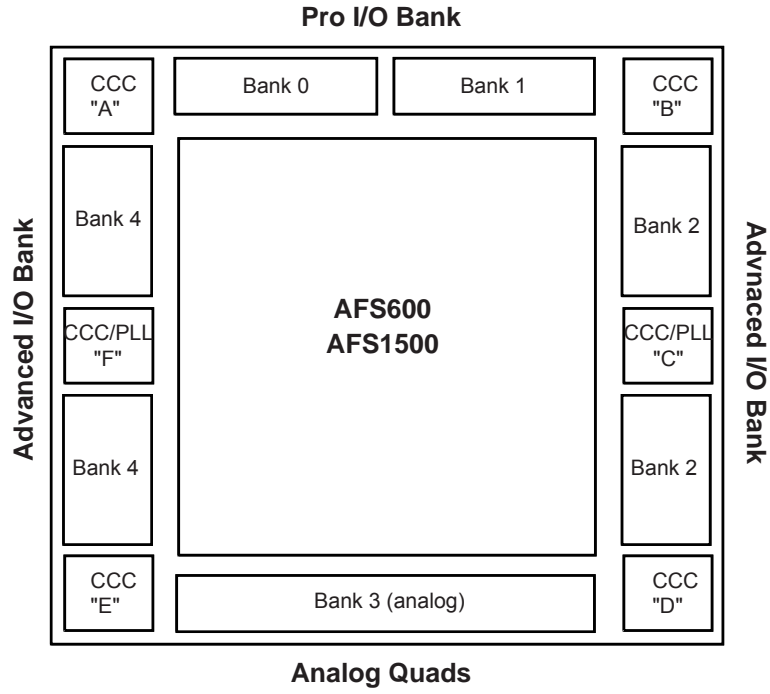 Pro I/O Bank
CCC
"A"
Bank 0
Bank 1
CCC
"B"
Bank 4
Bank 2
Advanced I/O Bank
AFS600
AFS1500
Advnaced I/O Bank
CCC/PLL
"F"
CCC/PLL
"C"
Bank 4
Bank 2
CCC
"E"
Bank 3 (analog)
CCC
"D"
Analog Quads